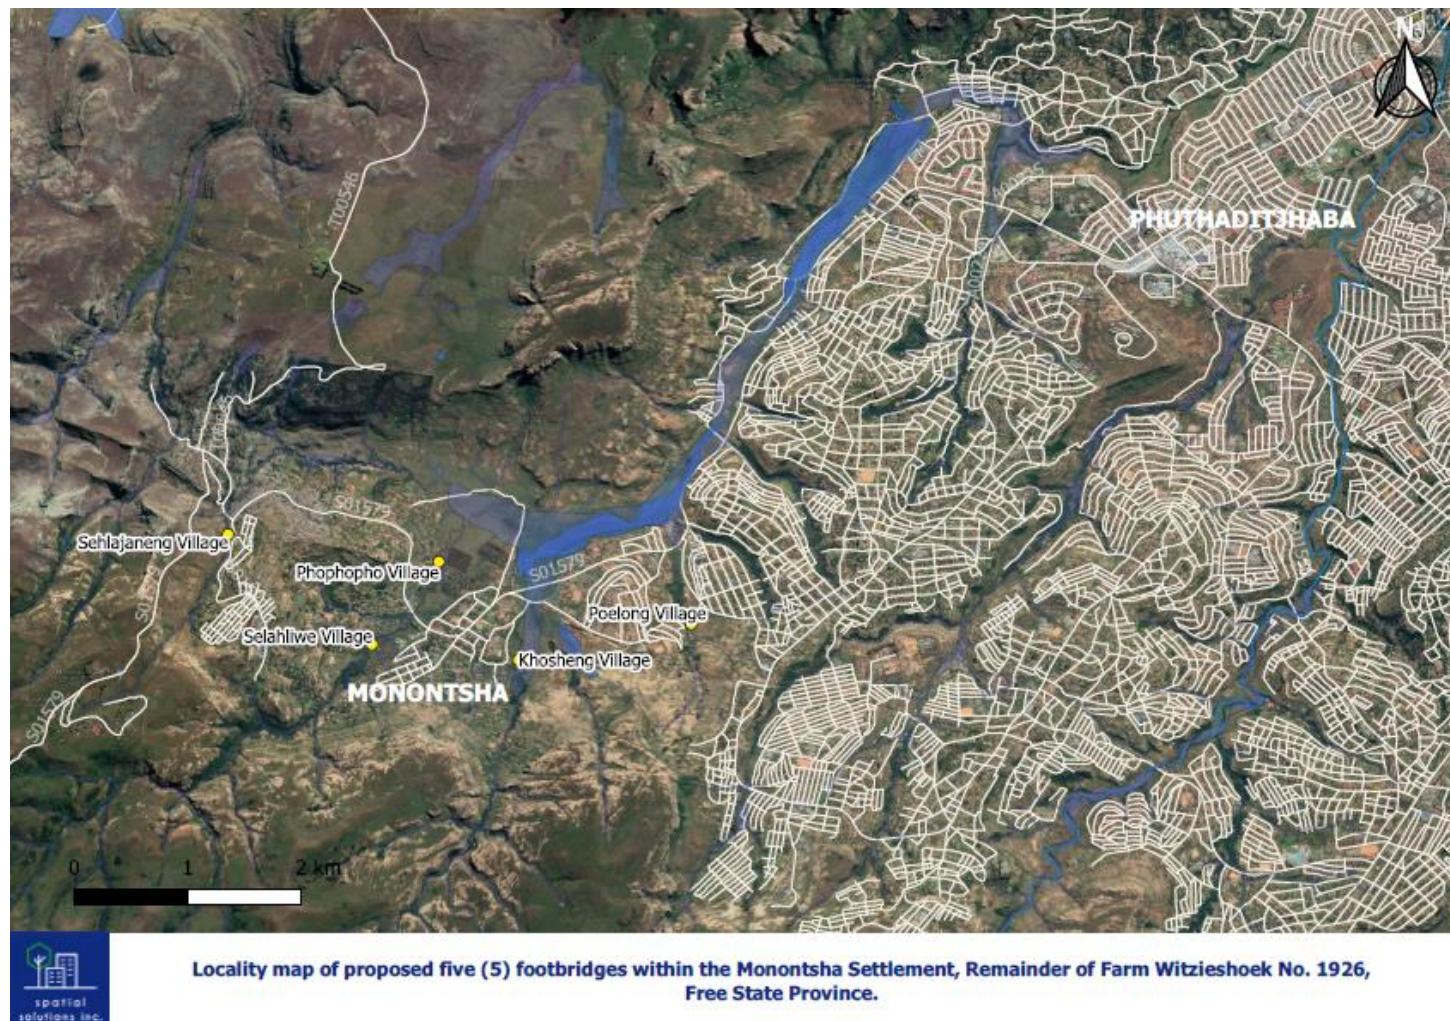 N
T00546
PHUTHADITJHABA
S01575
Sehlajaneng Village
Phophopho Village
S01579
Poelong Village
Selahliwe Village
Khosheng Village
MONONTSHA
S01579
0 1 2 km
spatial
solutions inc.
Locality map of proposed five (5) footbridges within the Monontsha Settlement, Remainder of Farm Witzieshoek No. 1926,
Free State Province.